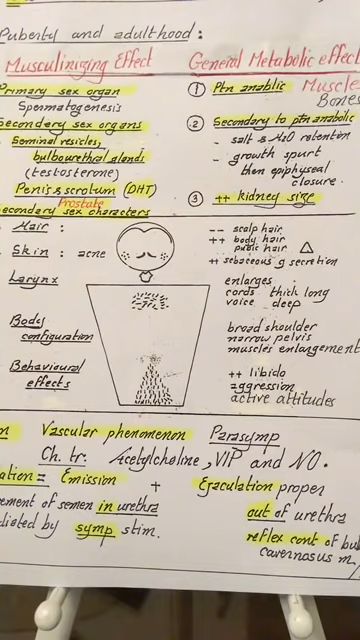 Puberty and adulthood:
Musculinizing Effect
General Metabolic effect
Primary sex organ
Spermatogenesis
Secondary sex organs
- Seminal vesicles,
bulbourethral glands
(testosterone)
Penis & scrotum (DHT)
Prostate
Secondary sex characters
① Ptn anablic Muscles
Bones
② Secondary to ptn anabolic
- salt & H2O retention
- growth spurt
then epiphyseal
closure.
③ ++ kidney size
- Hair :
-- scalp hair
++ body hair
pubic hair △
- Skin : acne
++ sebaceous g secretion
Larynx
enlarges
cords thick long
voice deep
Body
configuration
broad shoulder
narrow pelvis
muscles enlargement
Behavioural
effects
++ libido
aggression
active attitudes
Vascular phenomenon Parasymp
Ch. tr: Acetylcholine, VIP and NO.
ation = Emission + Ejaculation proper
ement of semen in urethra
out of urethra
diated by symp stim.
reflex cont of bul
cavernosus m